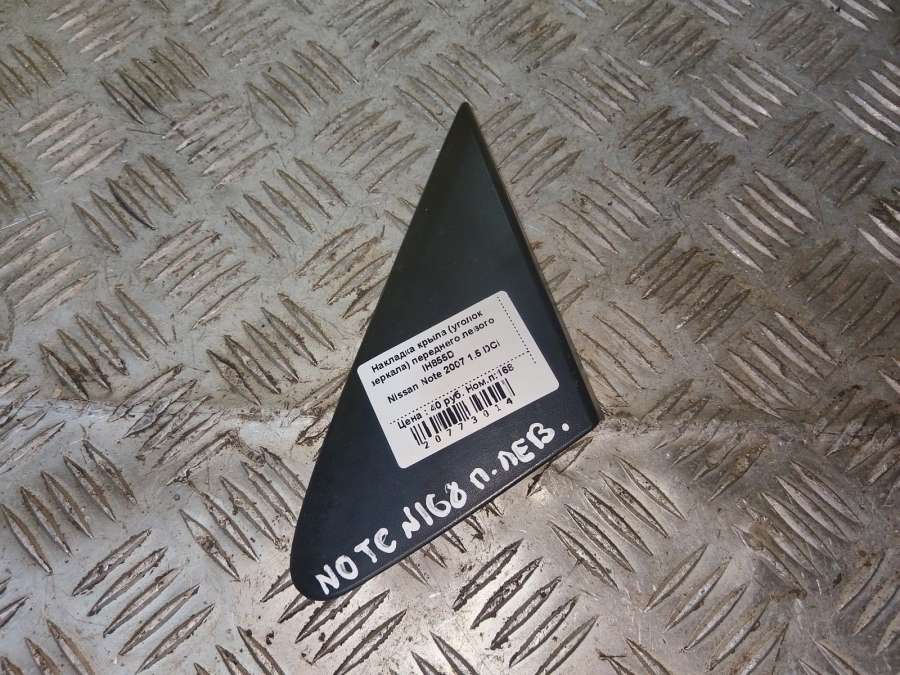 Накладка крыла (уголок
зеркала) переднего левого
IH855D
Nissan Note 2007 1.5 DCi
Цена : 40 руб. Ном.п:168
20773014
NOTE N168 П. ЛЕВ.